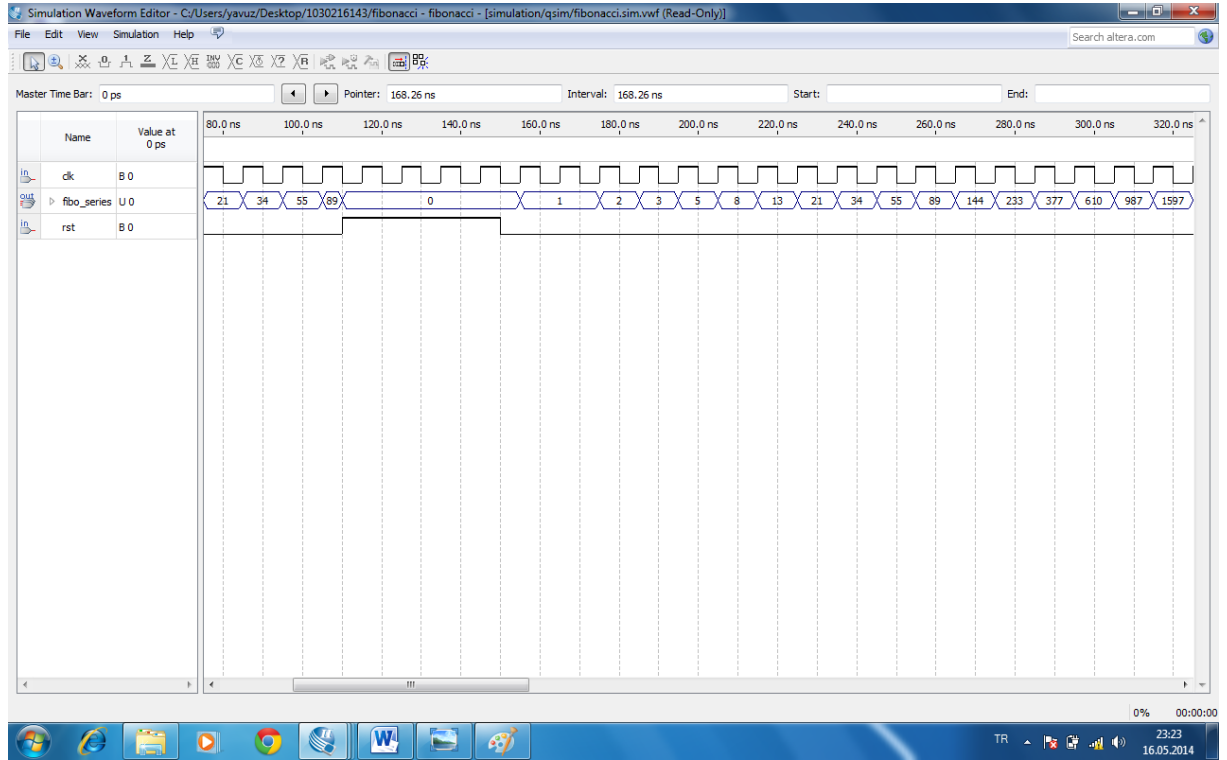 Simulation Waveform Editor - C:/Users/yavuz/Desktop/1030216143/fibonacci - fibonacci - [simulation/qsim/fibonacci.sim.vwf (Read-Only)]
File Edit View Simulation Help
Search altera.com
Master Time Bar: 0 ps Pointer: 168.26 ns Interval: 168.26 ns Start: End:
Name Value at 0 ps 80.0 ns 100.0 ns 120.0 ns 140.0 ns 160.0 ns 180.0 ns 200.0 ns 220.0 ns 240.0 ns 260.0 ns 280.0 ns 300.0 ns 320.0 ns
in clk B 0
out fibo_series U 0 21 34 55 89 0 1 2 3 5 8 13 21 34 55 89 144 233 377 610 987 1597
in rst B 0
0% 00:00:00
TR 23:23
16.05.2014